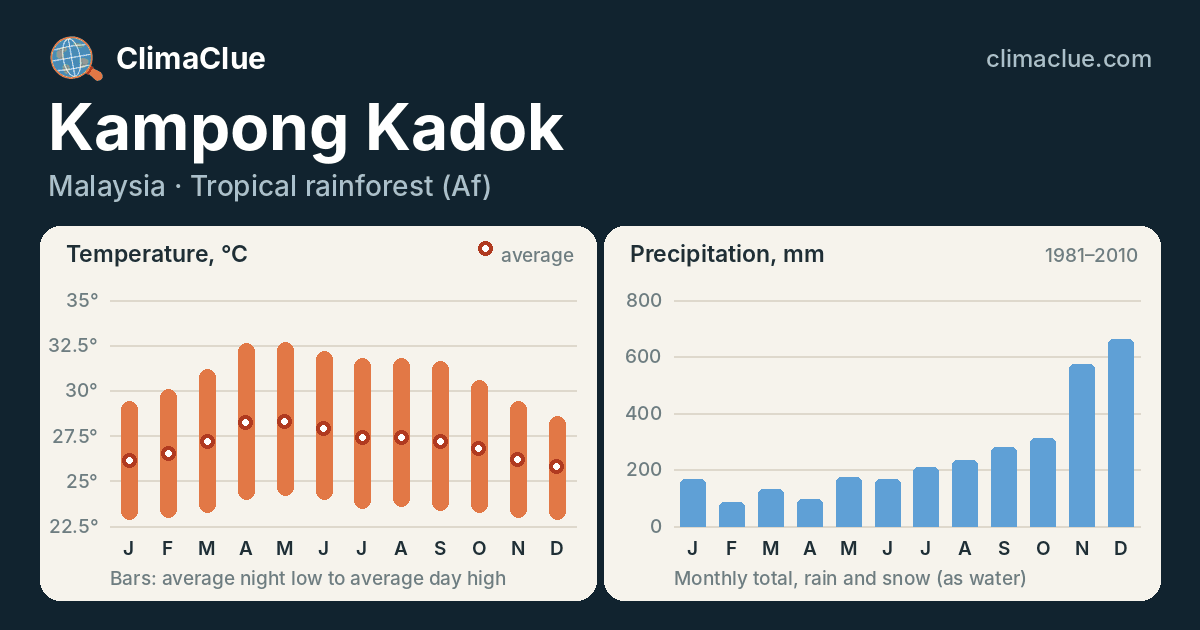 ClimaClue
climaclue.com
Kampong Kadok
Malaysia · Tropical rainforest (Af)
Temperature, °C
average
35°
32.5°
30°
27.5°
25°
22.5°
J F M A M J J A S O N D
Bars: average night low to average day high
Precipitation, mm
1981–2010
800
600
400
200
0
J F M A M J J A S O N D
Monthly total, rain and snow (as water)